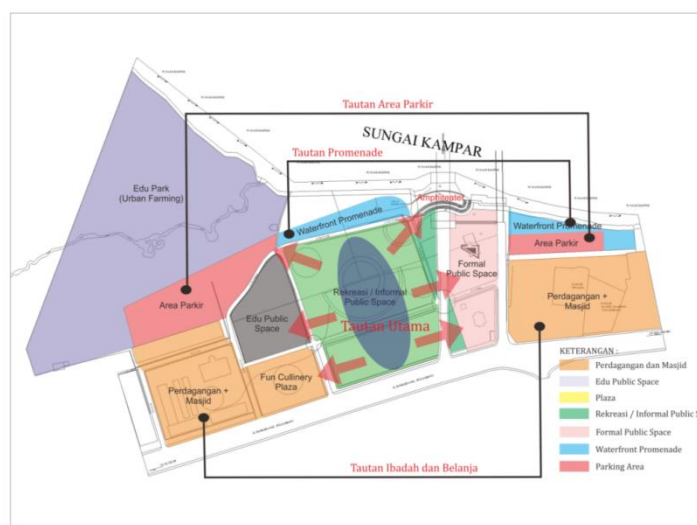 Tautan Area Parkir
SUNGAI KAMPAR
Tautan Promenade
Edu Park
(Urban Farming)
Amphiteater
Waterfront Promenade
Waterfront Promenade
Area Parkir
Formal
Public Space
Rekreasi / Informal
Public Space
Area Parkir
Edu Public
Space
Tautan Utama
Perdagangan +
Masjid
Fun Cullinery
Plaza
Perdagangan +
Masjid
KETERANGAN :
Perdagangan dan Masjid
Edu Public Space
Plaza
Rekreasi / Informal Public S
Formal Public Space
Waterfront Promenade
Parking Area
Tautan Ibadah dan Belanja